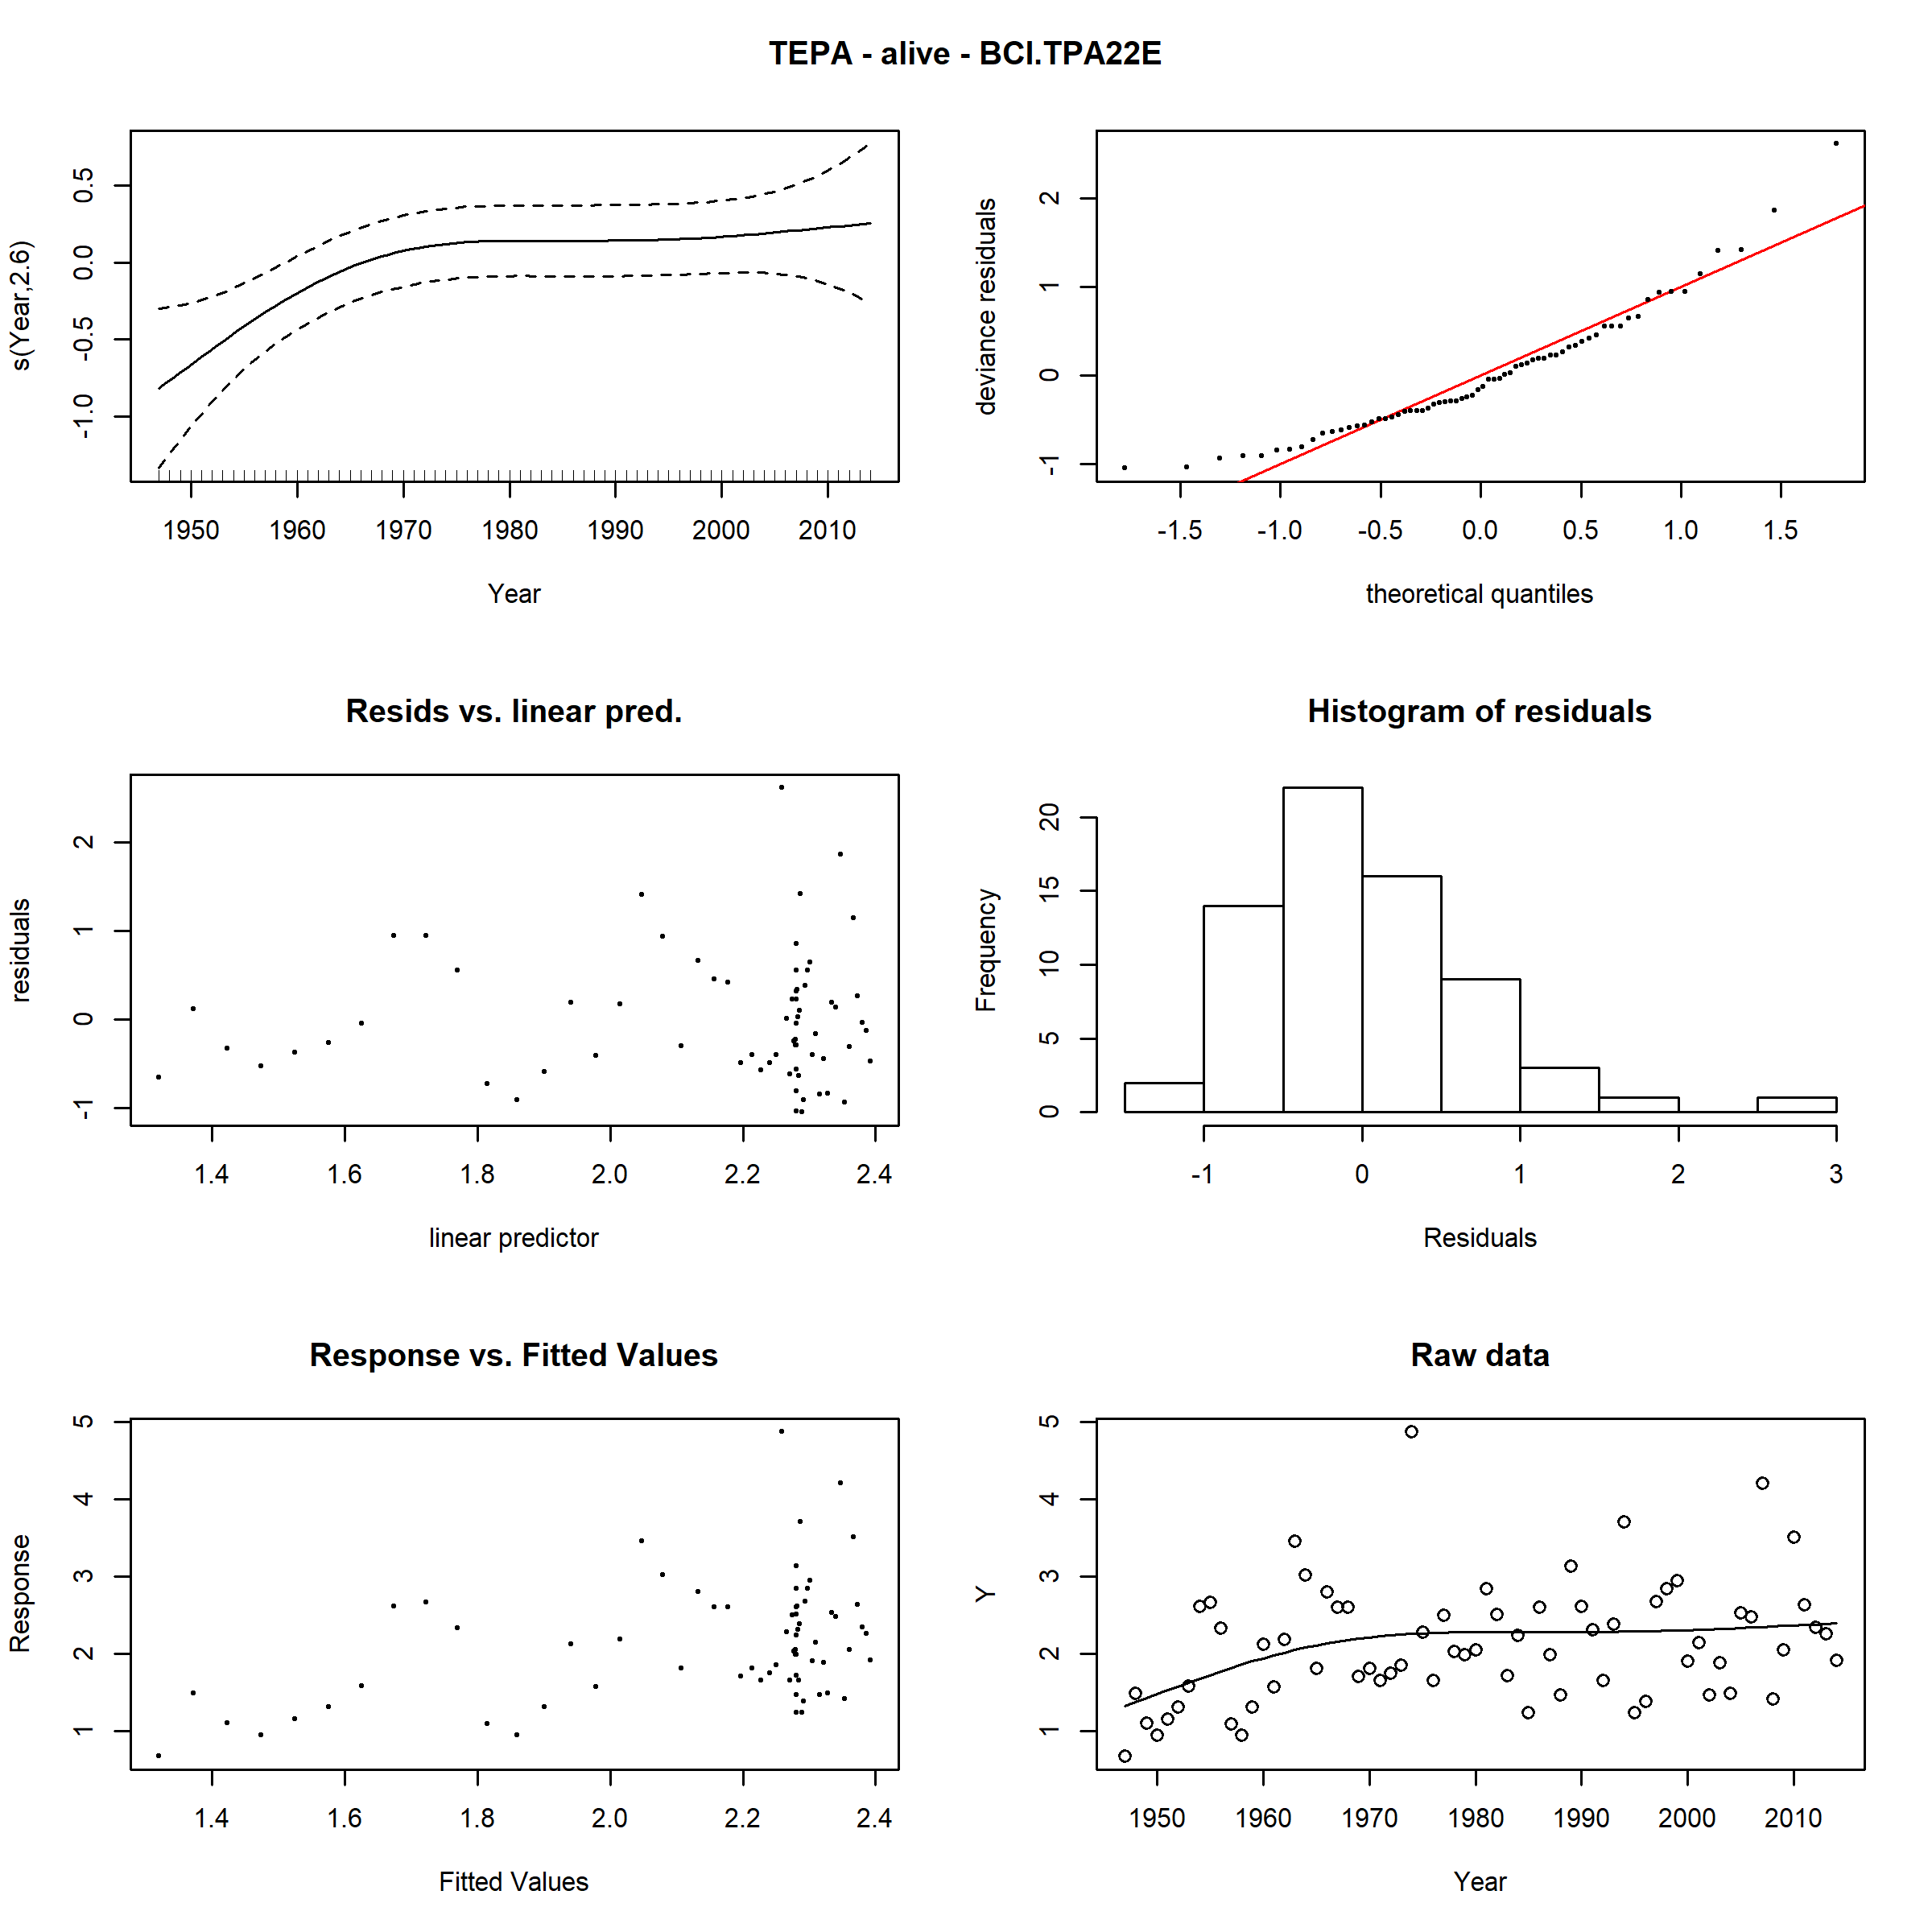 TEPA - alive - BCI.TPA22E
s(Year,2.6)
-1.0 -0.5 0.0 0.5
1950 1960 1970 1980 1990 2000 2010
Year
deviance residuals
-1 0 1 2
-1.5 -1.0 -0.5 0.0 0.5 1.0 1.5
theoretical quantiles
Resids vs. linear pred.
residuals
-1 0 1 2
1.4 1.6 1.8 2.0 2.2 2.4
linear predictor
Histogram of residuals
Frequency
0 5 10 15 20
-1 0 1 2 3
Residuals
Response vs. Fitted Values
Response
1 2 3 4 5
1.4 1.6 1.8 2.0 2.2 2.4
Fitted Values
Raw data
Y
1 2 3 4 5
1950 1960 1970 1980 1990 2000 2010
Year